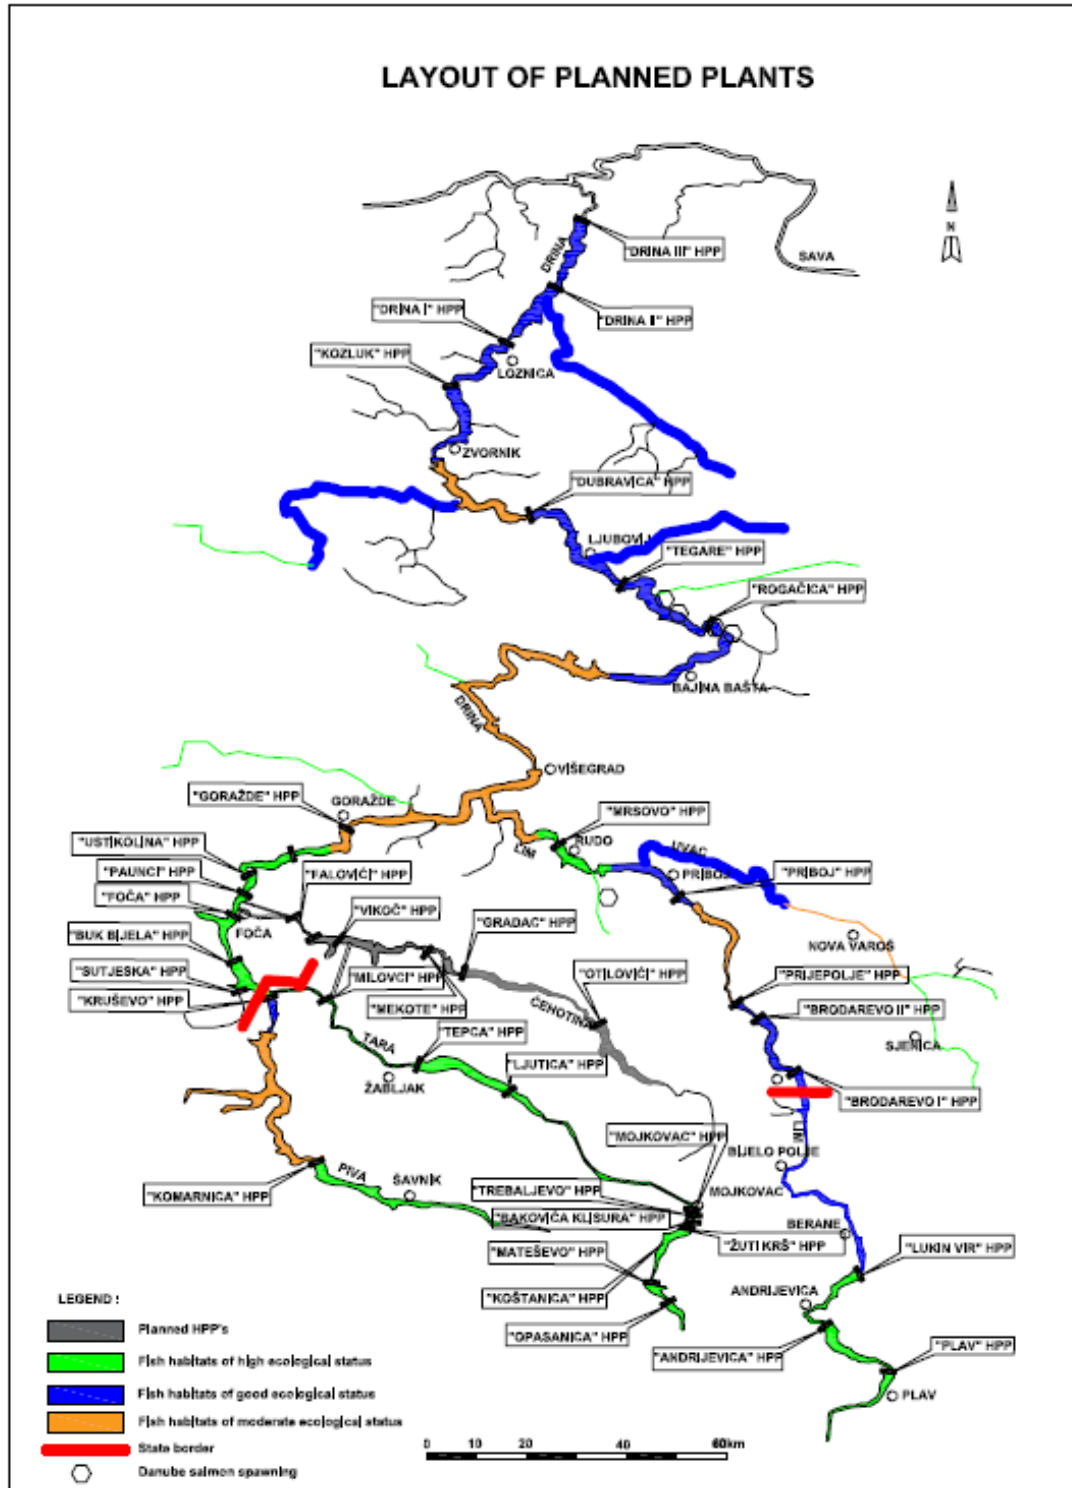 LAYOUT OF PLANNED PLANTS
N
SAVA
DRINA
"DRINA III" HPP
"DRINA II" HPP
"DRINA I" HPP
"KOZLUK" HPP
LOZNICA
ZVORNIK
"DUBRAVICA" HPP
LJUBOVIJ
"TEGARE" HPP
"ROGAČICA" HPP
BAJINA BAŠTA
DRINA
VIŠEGRAD
"GORAŽDE" HPP
GORAŽDE
"MRSOVO" HPP
RUDO
LIM
UVAC
"USTIKOLINA" HPP
"PAUNCI" HPP
"FALOVIĆI" HPP
PRIBOJ
"PRIBOJ" HPP
"FOČA" HPP
"VIKOČ" HPP
"GRADAC" HPP
FOČA
NOVA VAROŠ
"BUK BIJELA" HPP
"SUTJESKA" HPP
"MILOVCI" HPP
"OTILOVIĆI" HPP
"PRIJEPOLJE" HPP
"KRUŠEVO" HPP
"MEKOTE" HPP
ĆEHOTINA
"BRODAREVO II" HPP
TARA
"TEPCA" HPP
SJENICA
"LJUTICA" HPP
ŽABLJAK
"BRODAREVO I" HPP
LIM
"MOJKOVAC" HPP
BIJELO POLJE
PIVA
ŠAVNIK
"TREBALJEVO" HPP
MOJKOVAC
"KOMARNICA" HPP
"BAKOVIĆA KLISURA" HPP
BERANE
"ŽUTI KRŠ" HPP
"MATEŠEVO" HPP
"LUKIN VIR" HPP
"KOŠTANICA" HPP
ANDRIJEVICA
"OPASANICA" HPP
"PLAV" HPP
"ANDRIJEVICA" HPP
PLAV
LEGEND :
Planned HPP's
Fish habitats of high ecological status
Fish habitats of good ecological status
Fish habitats of moderate ecological status
State border
Danube salmon spawning
0 10 20 40 60km